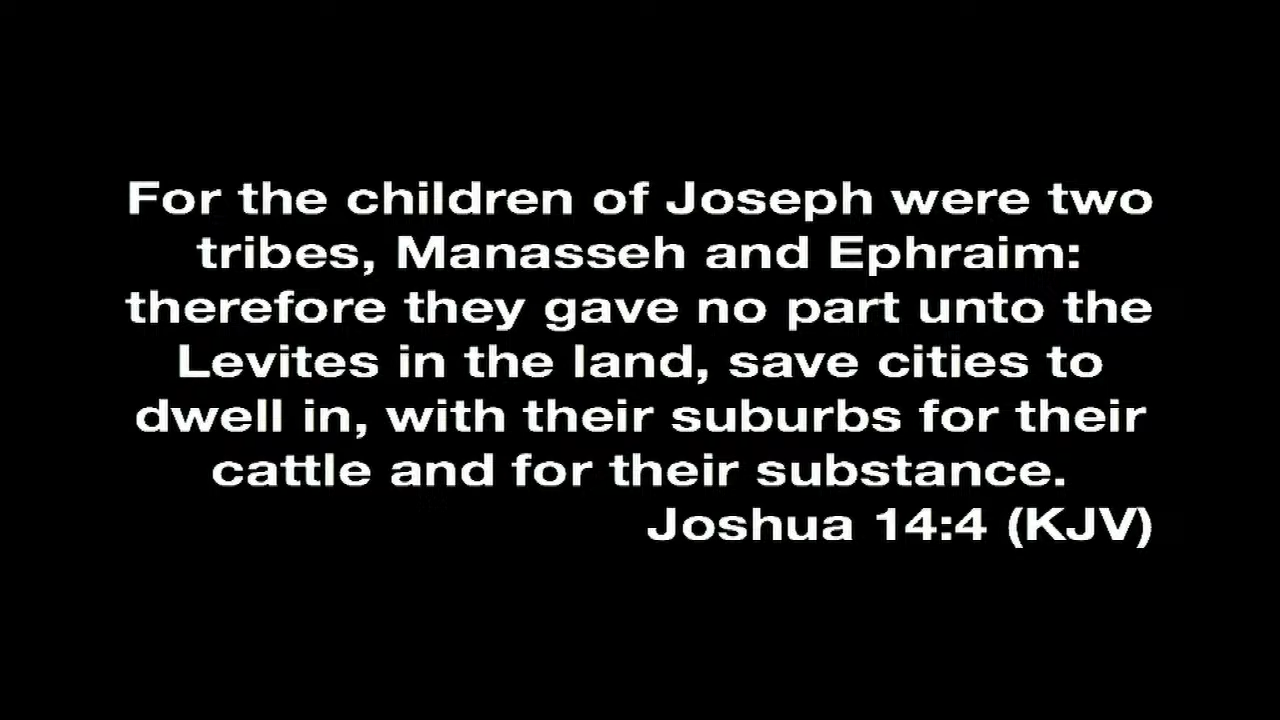 For the children of Joseph were two
tribes, Manasseh and Ephraim:
therefore they gave no part unto the
Levites in the land, save cities to
dwell in, with their suburbs for their
cattle and for their substance.
Joshua 14:4 (KJV)